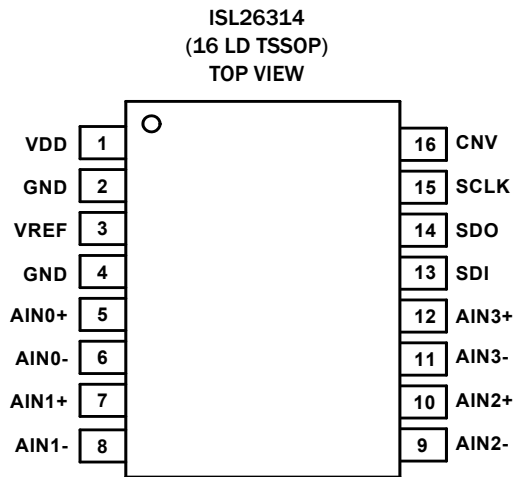 ISL26314
(16 LD TSSOP)
TOP VIEW
VDD 1 16 CNV
GND 2 15 SCLK
VREF 3 14 SDO
GND 4 13 SDI
AIN0+ 5 12 AIN3+
AIN0- 6 11 AIN3-
AIN1+ 7 10 AIN2+
AIN1- 8 9 AIN2-